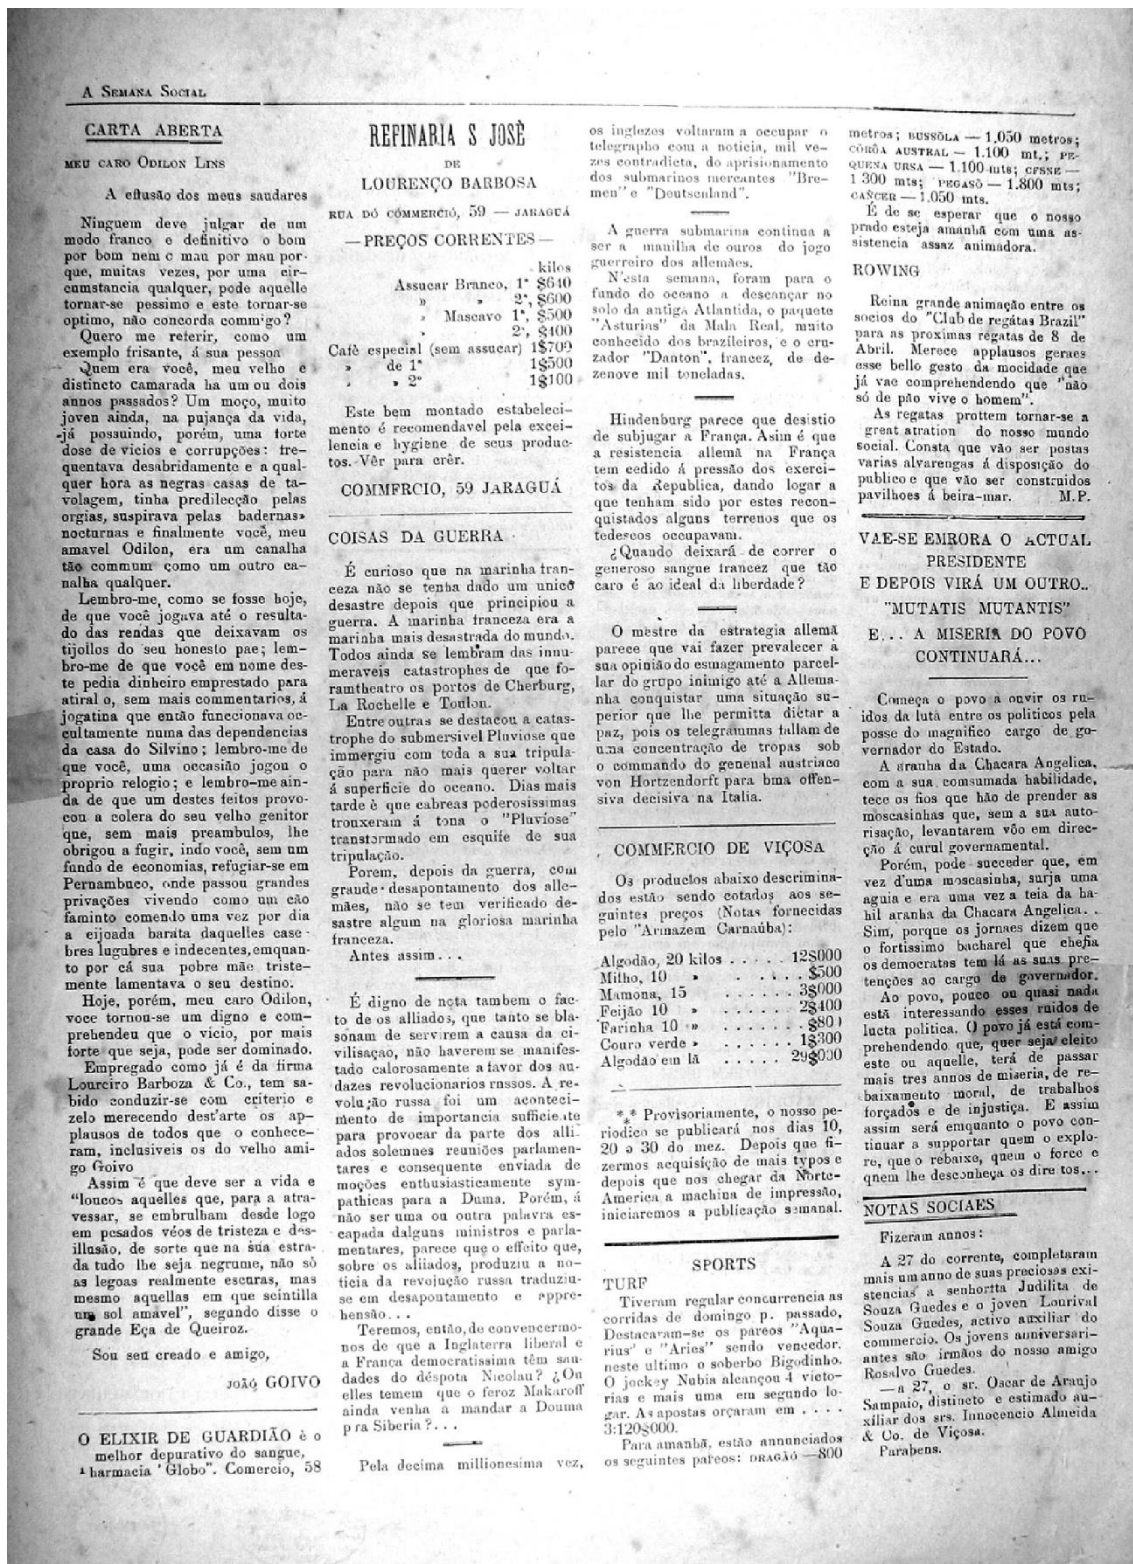 A SEMANA SOCIAL
CARTA ABERTA
MEU CARO ODILON LINS
A effusão dos meus saudares
Ninguem deve julgar de um
modo franco e definitivo o bom
por bom nem o mau por mau por-
que, muitas vezes, por uma cir-
cumstancia qualquer, pode aquelle
tornar-se pessimo e este tornar-se
optimo, não concorda commigo?
Quero me referir, como um
exemplo frisante, á sua pessoa
Quem era você, meu velho e
distincto camarada ha um ou dois
annos passados? Um moço, muito
joven ainda, na pujança da vida,
já possuindo, porém, uma forte
dose de vicios e corrupções: fre-
quentava desabridamente e a qual-
quer hora as negras casas de ta-
volagem, tinha predilecção pelas
orgias, suspirava pelas badernas
nocturnas e finalmente você, meu
amavel Odilon, era um canalha
tão commum como um outro ca-
nalha qualquer.
Lembro-me, como se fosse hoje,
de que você jogava até o resulta-
do das rendas que deixavam os
tijollos do seu honesto pae; lem-
bro-me de que você em nome des-
te pedia dinheiro emprestado para
atiral o, sem mais commentarios, á
jogatina que então funccionava oc-
cultamente numa das dependencias
da casa do Silvino; lembro-me de
que você, uma occasião jogou o
proprio relogio; e lembro-me ain-
da de que um destes feitos provo-
cou a colera do seu velho genitor
que, sem mais preambulos, lhe
obrigou a fugir, indo você, sem um
fundo de economias, refugiar-se em
Pernambuco, onde passou grandes
privações vivendo como um cão
faminto comendo uma vez por dia
a eijoada barata daquelles case-
bres lugubres e indecentes, emquan-
to por cá sua pobre mãe triste-
mente lamentava o seu destino.
Hoje, porém, meu caro Odilon,
voce tornou-se um digno e com-
prehendeu que o vicio, por mais
forte que seja, pode ser dominado.
Empregado como já é da firma
Loureiro Barboza & Co., tem sa-
bido conduzir-se com criterio e
zelo merecendo dest'arte os ap-
plausos de todos que o conhece-
ram, inclusiveis os do velho ami-
go Goivo
Assim é que deve ser a vida e
"loucos aquelles que, para a atra-
vessar, se embrulham desde logo
em pesados véos de tristeza e des-
illusão, de sorte que na sua estra-
da tudo lhe seja negrume, não só
as legoas realmente escuras, mas
mesmo aquellas em que scintilla
um sol amavel", segundo disse o
grande Eça de Queiroz.
Sou seu creado e amigo,
JOÃO GOIVO
O ELIXIR DE GUARDIÃO é o
melhor depurativo do sangue,
harmacia "Globo". Comercio, 58
REFINARIA S JOSÈ
DE
LOURENÇO BARBOSA
RUA DO COMMERCIO, 59 — JARAGUÁ
—PREÇOS CORRENTES—
kilos
Assucar Branco, 1ª $640
» » 2ª, $600
» Mascavo 1ª, $500
» 2ª, $400
Cafè especial (sem assucar) 1$700
» de 1ª 1$500
» » 2ª 1$100
Este bem montado estabeleci-
mento é recomendavel pela excel-
lencia e hygiene de seus produc-
tos. Vêr para crêr.
COMMERCIO, 59 JARAGUÁ
COISAS DA GUERRA
É curioso que na marinha fran-
ceza não se tenha dado um unico
desastre depois que principiou a
guerra. A marinha franceza era a
marinha mais desastrada do mundo.
Todos ainda se lembram das innu-
meraveis catastrophes de que fo-
ramtheatro os portos de Cherburg,
La Rochelle e Toulon.
Entre outras se destacou a catas-
trophe do submersivel Pluviose que
immergiu com toda a sua tripula-
ção para não mais querer voltar
á superficie do oceano. Dias mais
tarde é que cabreas poderosissimas
trouxeram á tona o "Pluviose"
transformado em esquife de sua
tripulação.
Porem, depois da guerra, com
grande desapontamento dos alle-
mães, não se tem verificado de-
sastre algum na gloriosa marinha
franceza.
Antes assim...
É digno de nota tambem o fac-
to de os alliados, que tanto se bla-
sonam de servirem a causa da ci-
vilisação, não haverem se manifes-
tado calorosamente a favor dos au-
dazes revolucionarios russos. A re-
volução russa foi um aconteci-
mento de importancia sufficiente
para provocar da parte dos alli-
ados solemnes reuniões parlamen-
tares e consequente enviada de
moções enthusiasticamente sym-
pathicas para a Duma. Porém, á
não ser uma ou outra palavra es-
capada dalguns ministros e parla-
mentares, parece que o effeito que,
sobre os alliados, produziu a no-
ticia da revolução russa traduziu-
se em desapontamento e appre-
hensão...
Teremos, então, de convencermo-
nos de que a Inglaterra liberal e
a França democratissima têm sau-
dades do déspota Nicolau? ¿Ou
elles temem que o feroz Makaroff
ainda venha a mandar a Douma
p ra Siberia?...
Pela decima millionesima vez,
os inglezes voltaram a occupar o
telegrapho com a noticia, mil ve-
zes contradicta, do aprisionamento
dos submarinos mercantes "Bre-
men" e "Deutsenland".
A guerra submarina continua a
ser a manilha de ouros do jogo
guerreiro dos allemães.
N'esta semana, foram para o
fundo do oceano a descançar no
solo da antiga Atlantida, o paquete
"Asturias" da Mala Real, muito
conhecido dos brazileiros, e o cru-
zador "Danton", francez, de de-
zenove mil toneladas.
Hindenburg parece que desistio
de subjugar a França. Asim é que
a resistencia allemã na França
tem cedido á pressão dos exerci-
tos da Republica, dando logar a
que tenham sido por estes recon-
quistados alguns terrenos que os
tedescos occupavam.
¿Quando deixará de correr o
generoso sangue francez que tão
caro é ao ideal da liberdade?
O mestre da estrategia allemã
parece que vai fazer prevalecer à
sua opinião do esmagamento parcel-
lar do grupo inimigo até a Allema-
nha conquistar uma situação su-
perior que lhe permitta dictar a
paz, pois os telegrammas fallam de
uma concentração de tropas sob
o commando do genenal austriaco
von Hortzendorft para bma offen-
siva decisiva na Italia.
COMMERCIO DE VIÇOSA
Os productos abaixo descrimina-
dos estão sendo cotados aos se-
guintes preços (Notas fornecidas
pelo "Armazem Carnaúba):
Algodão, 20 kilos ..... 12$000
Milho, 10 » ..... $500
Mamona, 15 ...... 3$000
Feijão 10 » ...... 2$400
Farinha 10 » ...... $80
Couro verde » ..... 1$300
Algodão em lã ..... 29$000
** Provisoriamente, o nosso pe-
riodico se publicará nos dias 10,
20 e 30 do mez. Depois que fi-
zermos acquisição de mais typos e
depois que nos chegar da Norte-
America a machina de impressão,
iniciaremos a publicação semanal.
SPORTS
TURF
Tiveram regular concurrencia as
corridas de domingo p. passado.
Destacaram-se os pareos "Aqua-
rius" e "Aries" sendo vencedor.
neste ultimo o soberbo Bigodinho.
O jockey Nubia alcançou 4 victo-
rias e mais uma em segundo lo-
gar. As apostas orçaram em ....
3:120$000.
Para amanhã, estão annunciados
os seguintes pareos: DRAGÃO —800
metros; BUSSÒLA — 1.050 metros;
CÒRÔA AUSTRAL — 1.100 mt.; PE-
QUENA URSA — 1.100 mts; CFSNE —
1 300 mts; PEGASÔ — 1.800 mts;
CANCER — 1.050 mts.
É de se esperar que o nosso
prado esteja amanhã com uma as-
sistencia assaz animadora.
ROWING
Reina grande animação entre os
socios do "Club de regátas Brazil"
para as proximas regatas de 8 de
Abril. Merece applausos geraes
esse bello gesto da mocidade que
já vae comprehendendo que "não
só de pão vive o homem".
As regatas prottem tornar-se a
great atration do nosso mundo
social. Consta que vão ser postas
varias alvarengas á disposição do
publico e que vão ser construidos
pavilhoes á beira-mar. M.P.
VAE-SE EMBORA O ACTUAL
PRESIDENTE
E DEPOIS VIRÁ UM OUTRO..
"MUTATIS MUTANTIS"
E... A MISERIA DO POVO
CONTINUARÁ...
Começa o povo a ouvir os ru-
idos da luta entre os politicos pela
posse do magnifico cargo de go-
vernador do Estado.
A aranha da Chacara Angelica,
com a sua comsumada habilidade,
tece os fios que hão de prender as
moscasinhas que, sem a sua auto-
risação, levantarem vôo em direc-
ção á curul governamental.
Porém, pode succeder que, em
vez d'uma moscasinha, surja uma
aguia e era uma vez a teia da ha-
bil aranha da Chacara Angelica..
Sim, porque os jornaes dizem que
o fortissimo bacharel que chefia
os democratas tem lá as suas pre-
tenções ao cargo de governador.
Ao povo, pouco ou quasi nada
está interessando esses ruidos de
lucta politica. O povo já está com-
prehendendo que, quer seja eleito
este ou aquelle, terá de passar
mais tres annos de miseria, de re-
baixamento moral, de trabalhos
forçados e de injustiça. E assim
assim será emquanto o povo con-
tinuar a supportar quem o explo-
re, que o rebaixe, quem o force e
quem lhe desconheça os dire tos...
NOTAS SOCIAES
Fizeram annos:
A 27 do corrente, completaram
mais um anno de suas preciosas exi-
stencias a senhortta Judilita de
Souza Guedes e o joven Lourival
Souza Guedes, activo auxiliar do
commercio. Os jovens anniversari-
antes são irmãos do nosso amigo
Rosalvo Guedes.
—a 27, o sr. Oscar de Araujo
Sampaio, distincto e estimado au-
xiliar dos srs. Innocencio Almeida
& Co. de Viçosa.
Parabens.